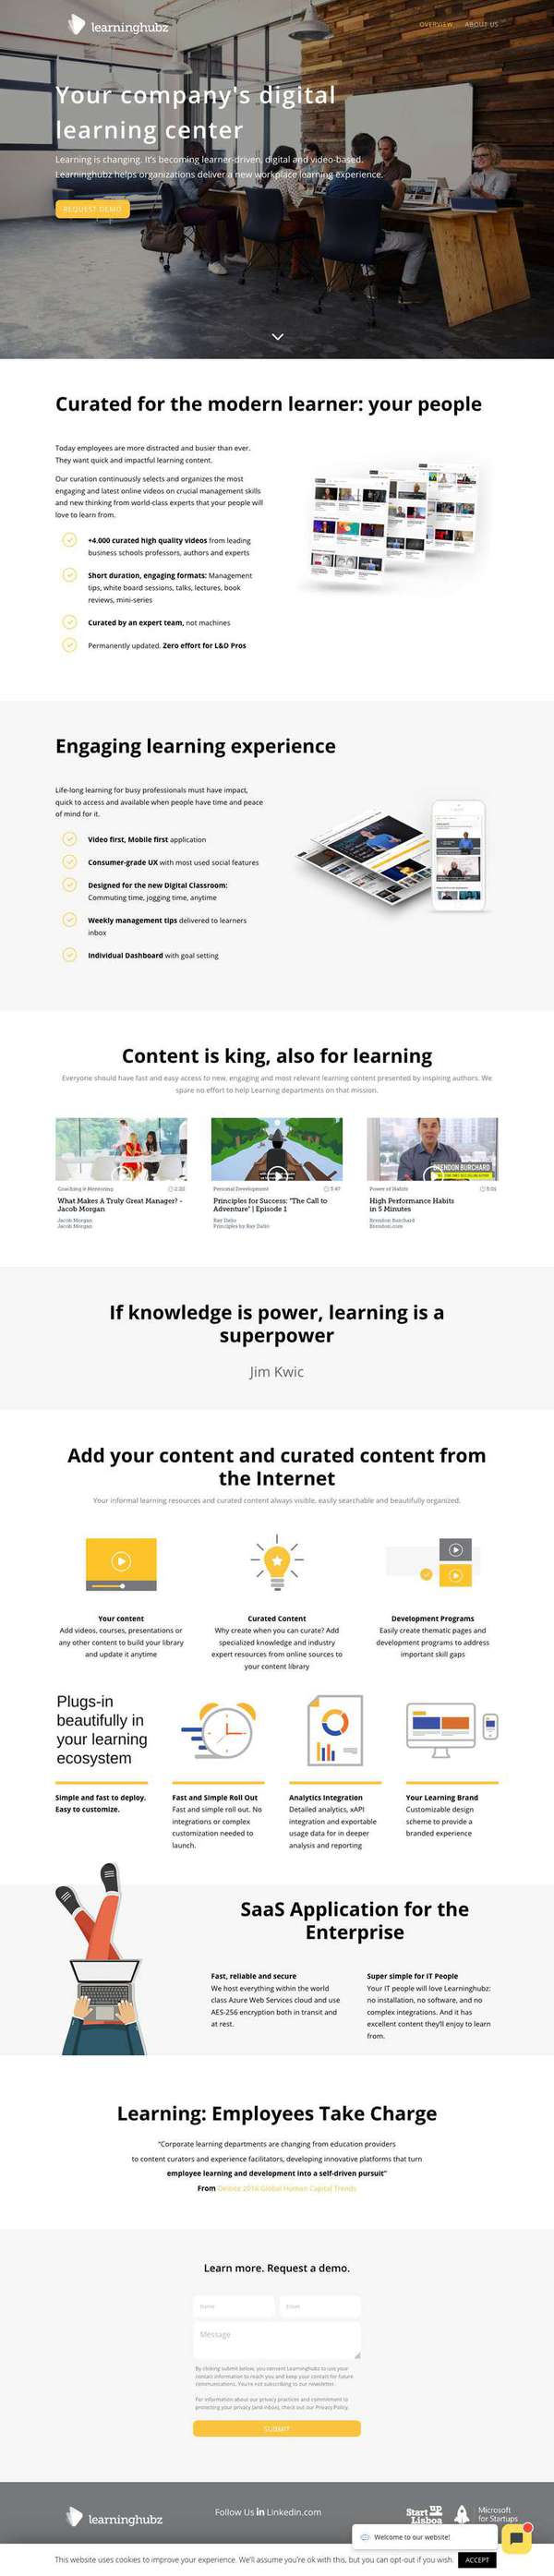 learninghubz
OVERVIEW
ABOUT US
Your company's digital
learning center
Learning is changing. It's becoming learner-driven, digital and video-based.
Learninghubz helps organizations deliver a new workplace learning experience.
REQUEST DEMO
Curated for the modern learner: your people
Today employees are more distracted and busier than ever.
They want quick and impactful learning content.
Our curation continuously selects and organizes the most
engaging and latest online videos on crucial management skills
and new thinking from world-class experts that your people will
love to learn from.
+4.000 curated high quality videos from leading
business schools professors, authors and experts
Short duration, engaging formats: Management
tips, white board sessions, talks, lectures, book
reviews, mini-series
Curated by an expert team, not machines
Permanently updated. Zero effort for L&D Pros
Engaging learning experience
Life-long learning for busy professionals must have impact,
quick to access and available when people have time and peace
of mind for it.
Video first, Mobile first application
Consumer-grade UX with most used social features
Designed for the new Digital Classroom:
Commuting time, jogging time, anytime
Weekly management tips delivered to learners
inbox
Individual Dashboard with goal setting
Content is king, also for learning
Everyone should have fast and easy access to new, engaging and most relevant learning content presented by inspiring authors. We
spare no effort to help Learning departments on that mission.
BRENDON BURCHARD
Coaching & Mentoring
Personal Development
3:47
Power of Habits
5:01
What Makes A Truly Great Manager? -
Jacob Morgan
Jacob Morgan
Jacob Morgan
Principles for Success: "The Call to
Adventure" | Episode 1
Ray Dalio
Principles by Ray Dalio
High Performance Habits
in 5 Minutes
Brendon Burchard
Brendon.com
If knowledge is power, learning is a
superpower
Jim Kwic
Add your content and curated content from
the Internet
Your informal learning resources and curated content always visible, easily searchable and beautifully organized.
Your content
Add videos, courses, presentations or
any other content to build your library
and update it anytime
Curated Content
Why create when you can curate? Add
specialized knowledge and industry
expert resources from online sources to
your content library
Development Programs
Easily create thematic pages and
development programs to address
important skill gaps
Plugs-in
beautifully in
your learning
ecosystem
Simple and fast to deploy.
Easy to customize.
Fast and Simple Roll Out
Fast and simple roll out. No
integrations or complex
customization needed to
launch.
Analytics Integration
Detailed analytics, xAPI
integration and exportable
usage data for in deeper
analysis and reporting
Your Learning Brand
Customizable design
scheme to provide a
branded experience
SaaS Application for the
Enterprise
Fast, reliable and secure
We host everything within the world
class Azure Web Services cloud and use
AES-256 encryption both in transit and
at rest.
Super simple for IT People
Your IT people will love Learninghubz:
no installation, no software, and no
complex integrations. And it has
excellent content they'll enjoy to learn
from.
Learning: Employees Take Charge
"Corporate learning departments are changing from education providers
to content curators and experience facilitators, developing innovative platforms that turn
employee learning and development into a self-driven pursuit"
From Deloitte 2016 Global Human Capital Trends
Learn more. Request a demo.
Name
Email
Message
By clicking submit below, you consent Learninghubz to use your
contact information to reach you and keep your contact for future
communications. You're not subscribing to our newsletter.
For information about our privacy practices and commitment to
protecting your privacy (and inbox), check out our Privacy Policy.
SUBMIT
learninghubz
Follow Us in Linkedin.com
Start UP
Lisboa
Microsoft
for Startups
Welcome to our website!
This website uses cookies to improve your experience. We'll assume you're ok with this, but you can opt-out if you wish.
ACCEPT